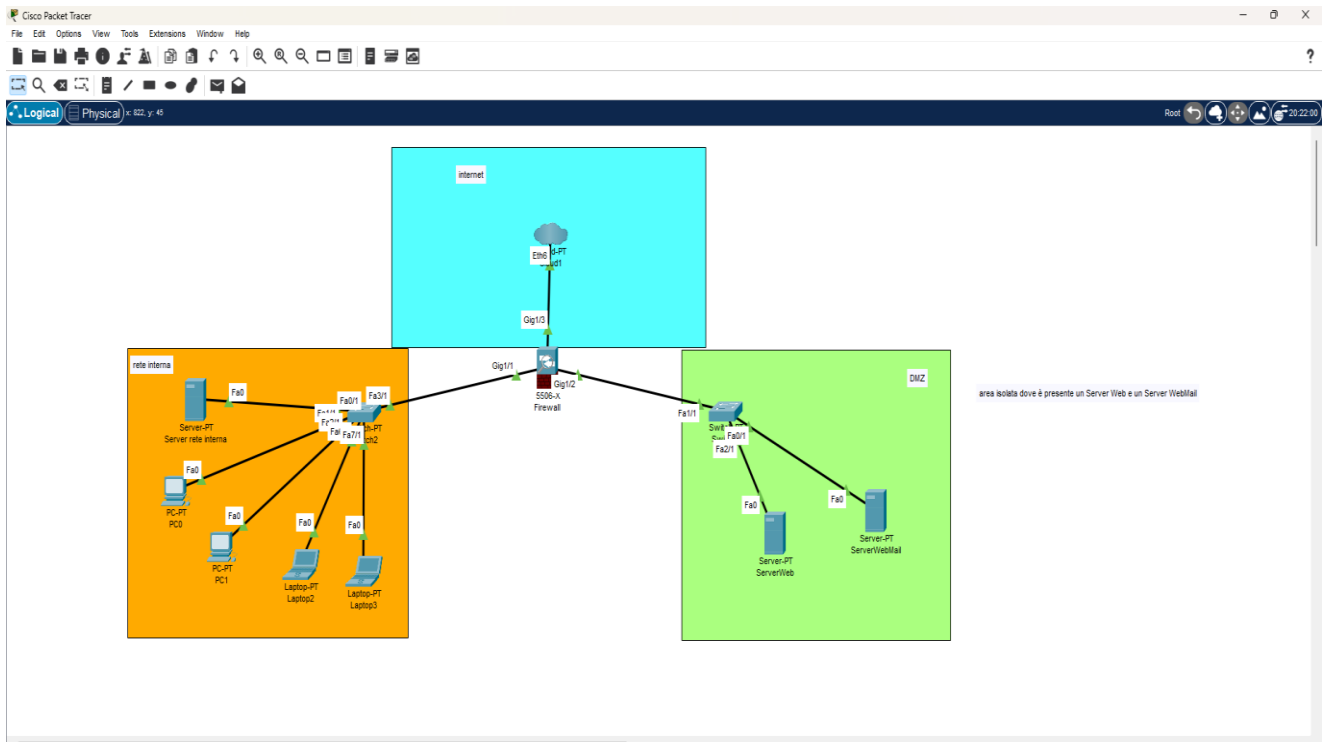 Cisco Packet Tracer
File Edit Options View Tools Extensions Window Help
?
Logical Physical x: 822, y: 45
Root 20:22:00
internet
Eth6 d-PT
Gig1/3
rete interna
Gig1/1
Gig1/2
5506-X
Firewall
DMZ
area isolata dove è presente un Server Web e un Server WebMail
Fa0
Fa0/1
Fa3/1
Fa7/1
Server-PT
Server rete interna
Fa1/1
Fa0/1
Fa2/1
Fa0
PC-PT
PC0
Fa0
PC-PT
PC1
Fa0
Laptop-PT
Laptop2
Fa0
Laptop-PT
Laptop3
Fa0
Server-PT
ServerWeb
Fa0
Server-PT
ServerWebMail